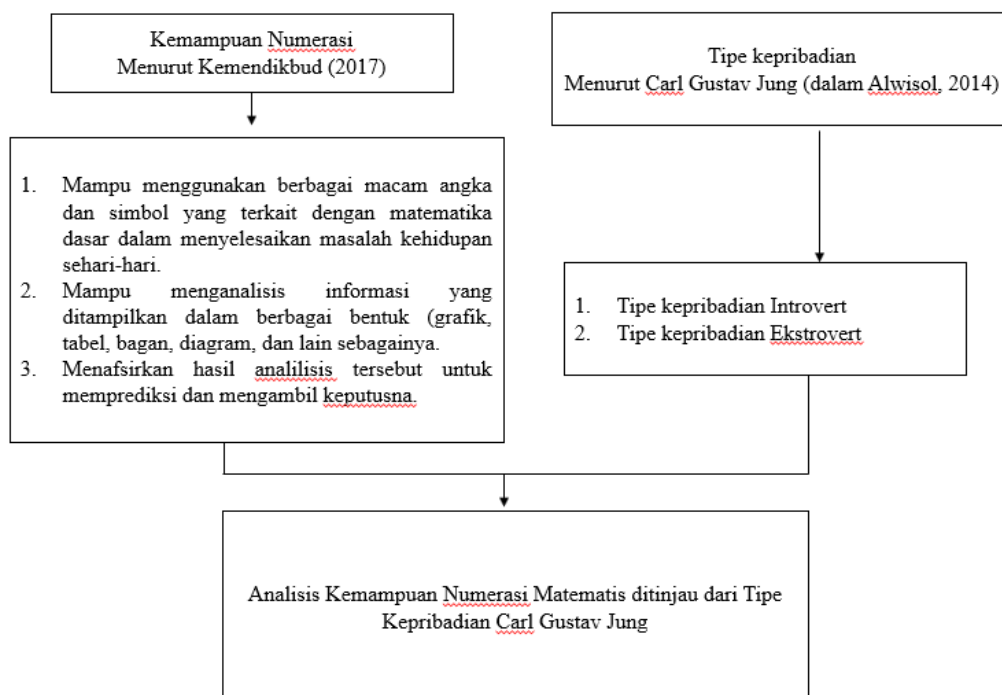 Kemampuan Numerasi
Menurut Kemendikbud (2017)
Tipe kepribadian
Menurut Carl Gustav Jung (dalam Alwisol, 2014)
1. Mampu menggunakan berbagai macam angka
dan simbol yang terkait dengan matematika
dasar dalam menyelesaikan masalah kehidupan
sehari-hari.
2. Mampu menganalisis informasi yang
ditampilkan dalam berbagai bentuk (grafik,
tabel, bagan, diagram, dan lain sebagainya.
3. Menafsirkan hasil analilisis tersebut untuk
memprediksi dan mengambil keputusna.
1. Tipe kepribadian Introvert
2. Tipe kepribadian Ekstrovert
Analisis Kemampuan Numerasi Matematis ditinjau dari Tipe
Kepribadian Carl Gustav Jung